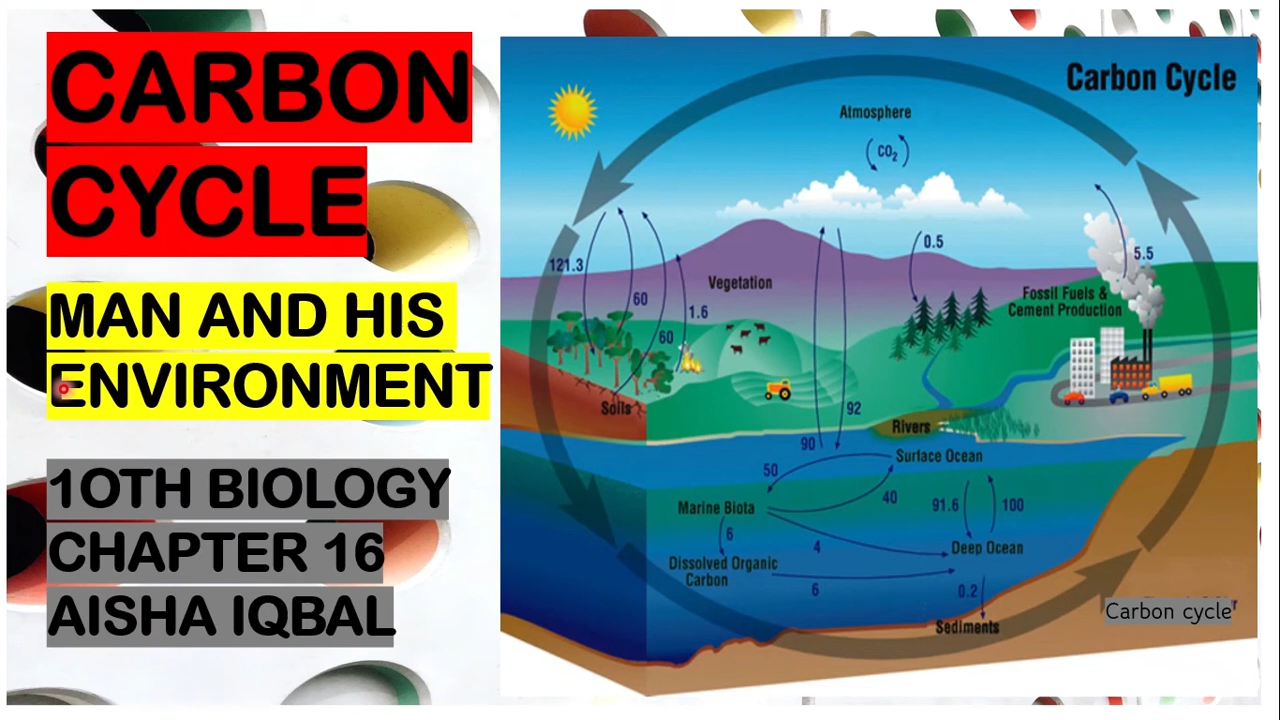 CARBON
CYCLE
MAN AND HIS
ENVIRONMENT
1OTH BIOLOGY
CHAPTER 16
AISHA IQBAL
Carbon Cycle
Atmosphere
CO₂
121.3
60
60
1.6
Vegetation
0.5
5.5
Fossil Fuels &
Cement Production
Soils
92
90
Rivers
Surface Ocean
50
40
91.6
100
Marine Biota
6
4
Deep Ocean
Dissolved Organic
Carbon
6
0.2
Sediments
Carbon cycle